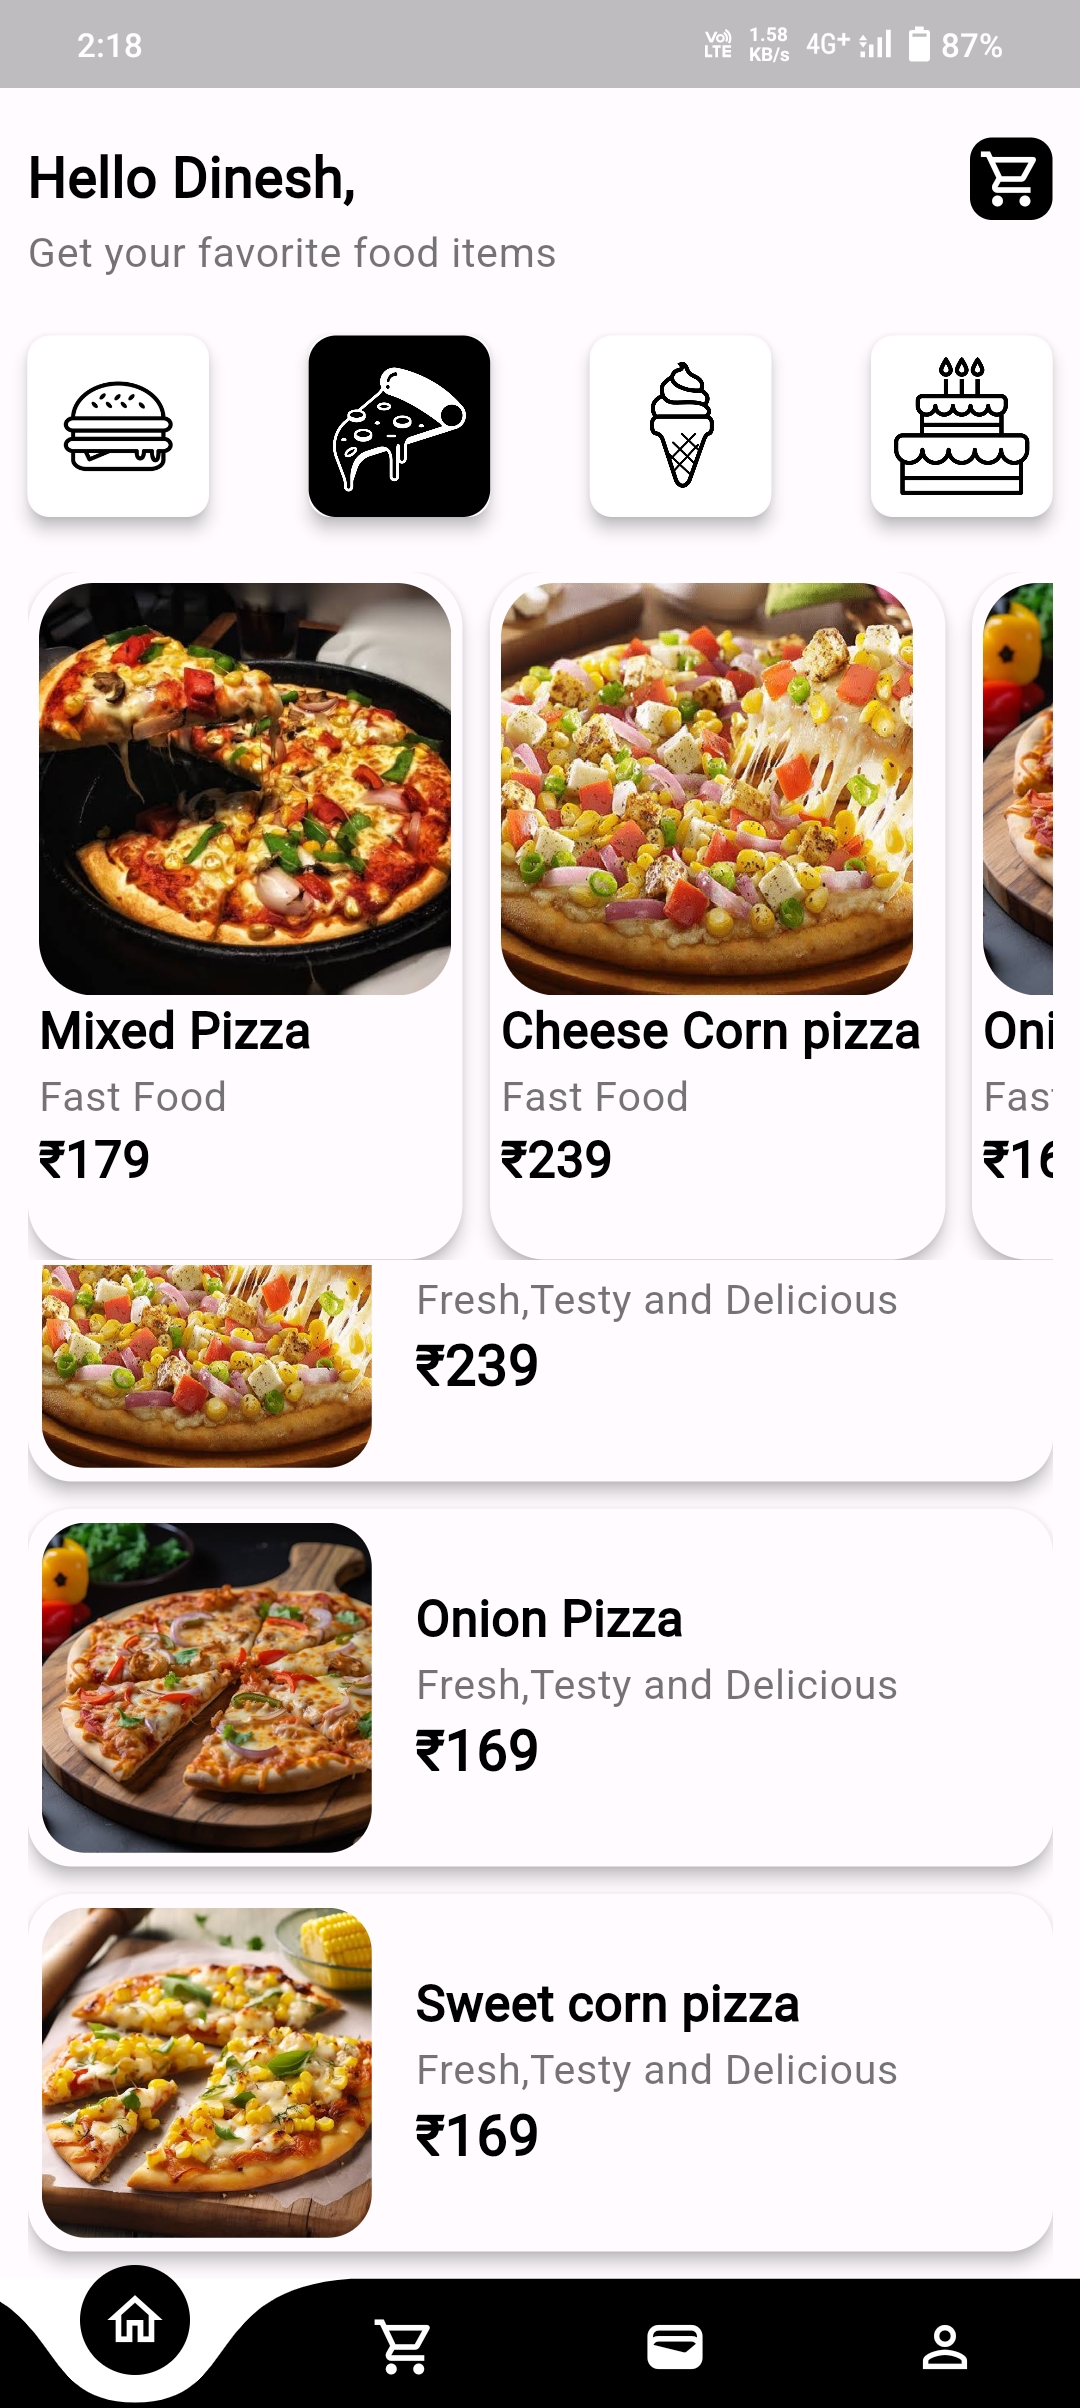 2:18
Vo) LTE
1.58 KB/s
4G+
87%
Hello Dinesh,
Get your favorite food items
Mixed Pizza
Fast Food
₹179
Cheese Corn pizza
Fast Food
₹239
Oni
Fas
₹16
Fresh,Testy and Delicious
₹239
Onion Pizza
Fresh,Testy and Delicious
₹169
Sweet corn pizza
Fresh,Testy and Delicious
₹169